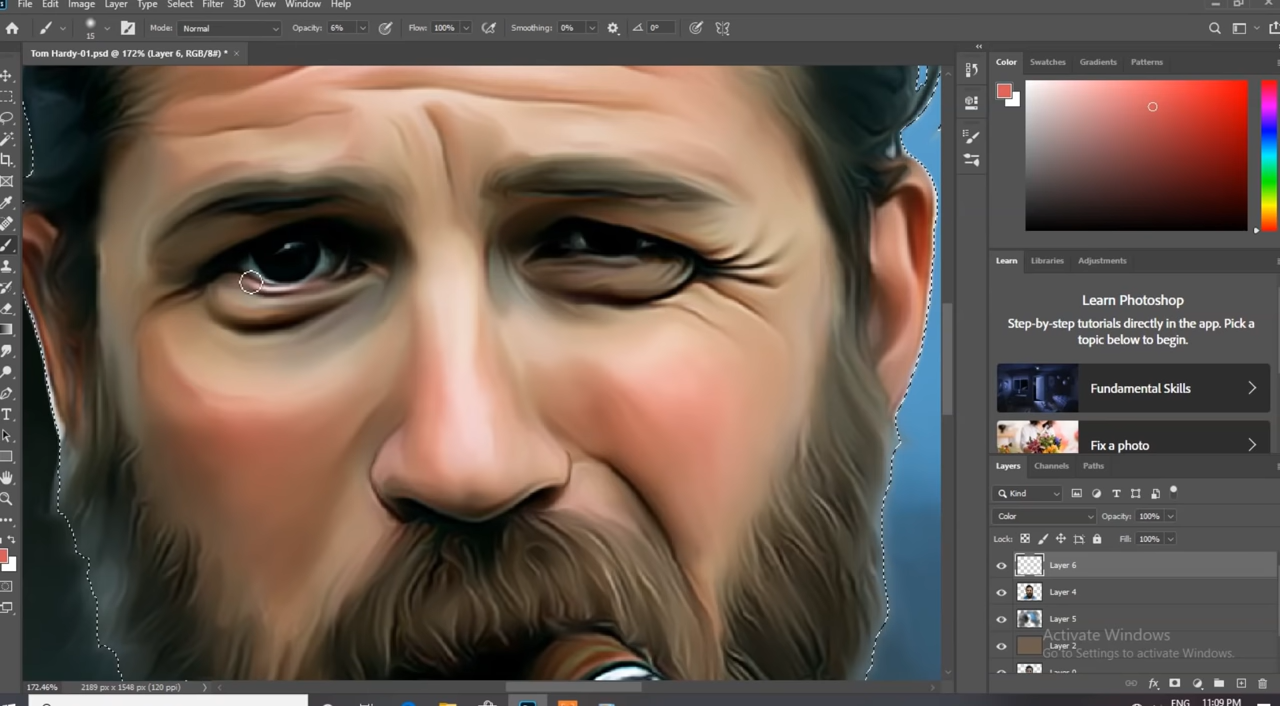 File Edit Image Layer Type Select Filter 3D View Window Help
15 Mode: Normal Opacity: 6% Flow: 100% Smoothing: 0% 0°
Tom Hardy-01.psd @ 172% (Layer 6, RGB/8#) * ×
Color Swatches Gradients Patterns
Learn Libraries Adjustments
Learn Photoshop
Step-by-step tutorials directly in the app. Pick a
topic below to begin.
Fundamental Skills
Fix a photo
Layers Channels Paths
Kind
Color Opacity: 100%
Lock: Fill: 100%
Layer 6
Layer 4
Layer 5
Layer 2
Activate Windows
Go to Settings to activate Windows.
172.46% 2189 px x 1548 px (120 ppi)
ENG 11:09 PM